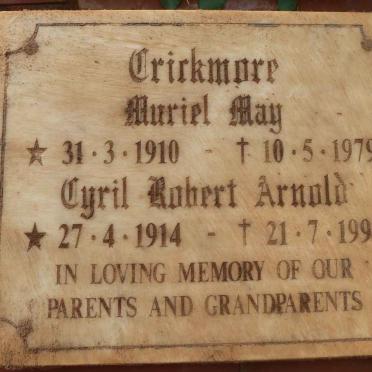 Crickmore
Muriel May
★ 31·3·1910 - † 10·5·1979
Cyril Robert Arnold
★ 27·4·1914 - † 21·7·199
IN LOVING MEMORY OF OUR
PARENTS AND GRANDPARENTS